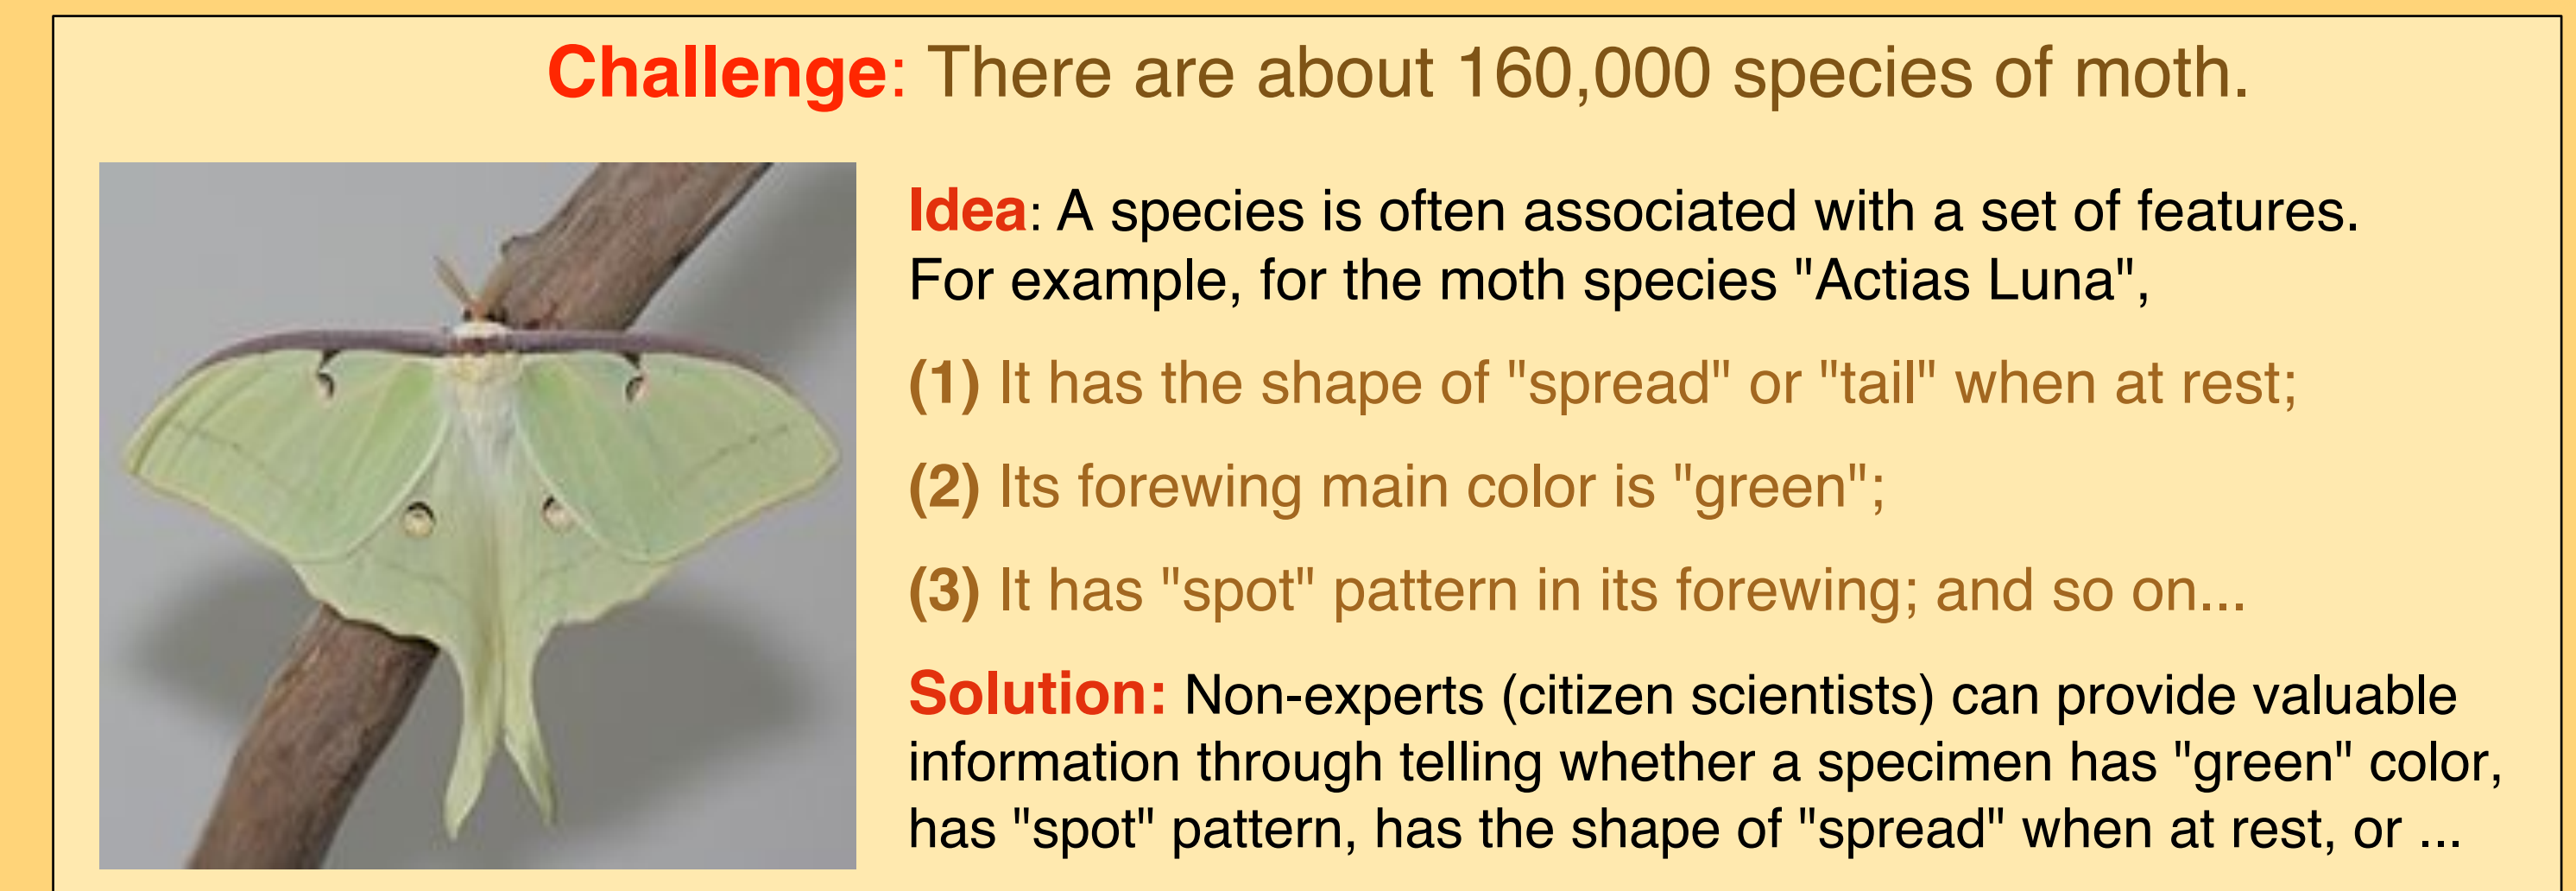 Challenge: There are about 160,000 species of moth.
Idea: A species is often associated with a set of features.
For example, for the moth species "Actias Luna",
(1) It has the shape of "spread" or "tail" when at rest;
(2) Its forewing main color is "green";
(3) It has "spot" pattern in its forewing; and so on...
Solution: Non-experts (citizen scientists) can provide valuable
information through telling whether a specimen has "green" color,
has "spot" pattern, has the shape of "spread" when at rest, or ...